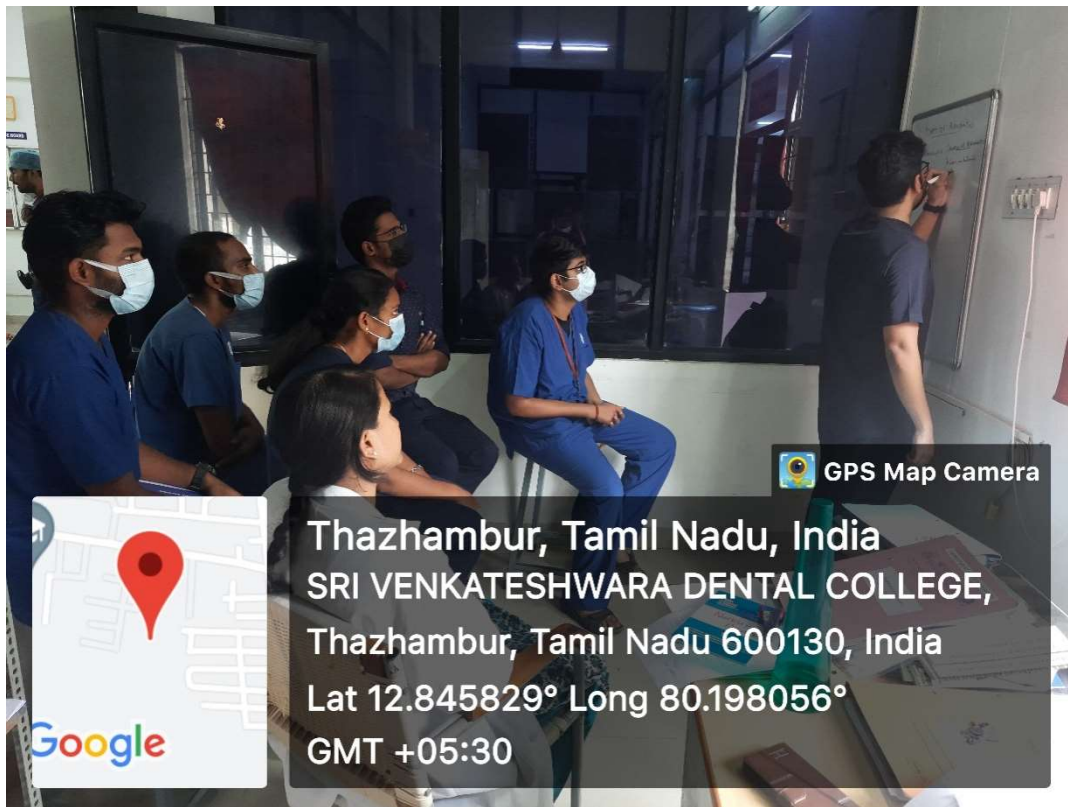 GPS Map Camera
Thazhambur, Tamil Nadu, India
SRI VENKATESHWARA DENTAL COLLEGE,
Thazhambur, Tamil Nadu 600130, India
Lat 12.845829° Long 80.198056°
GMT +05:30
Google